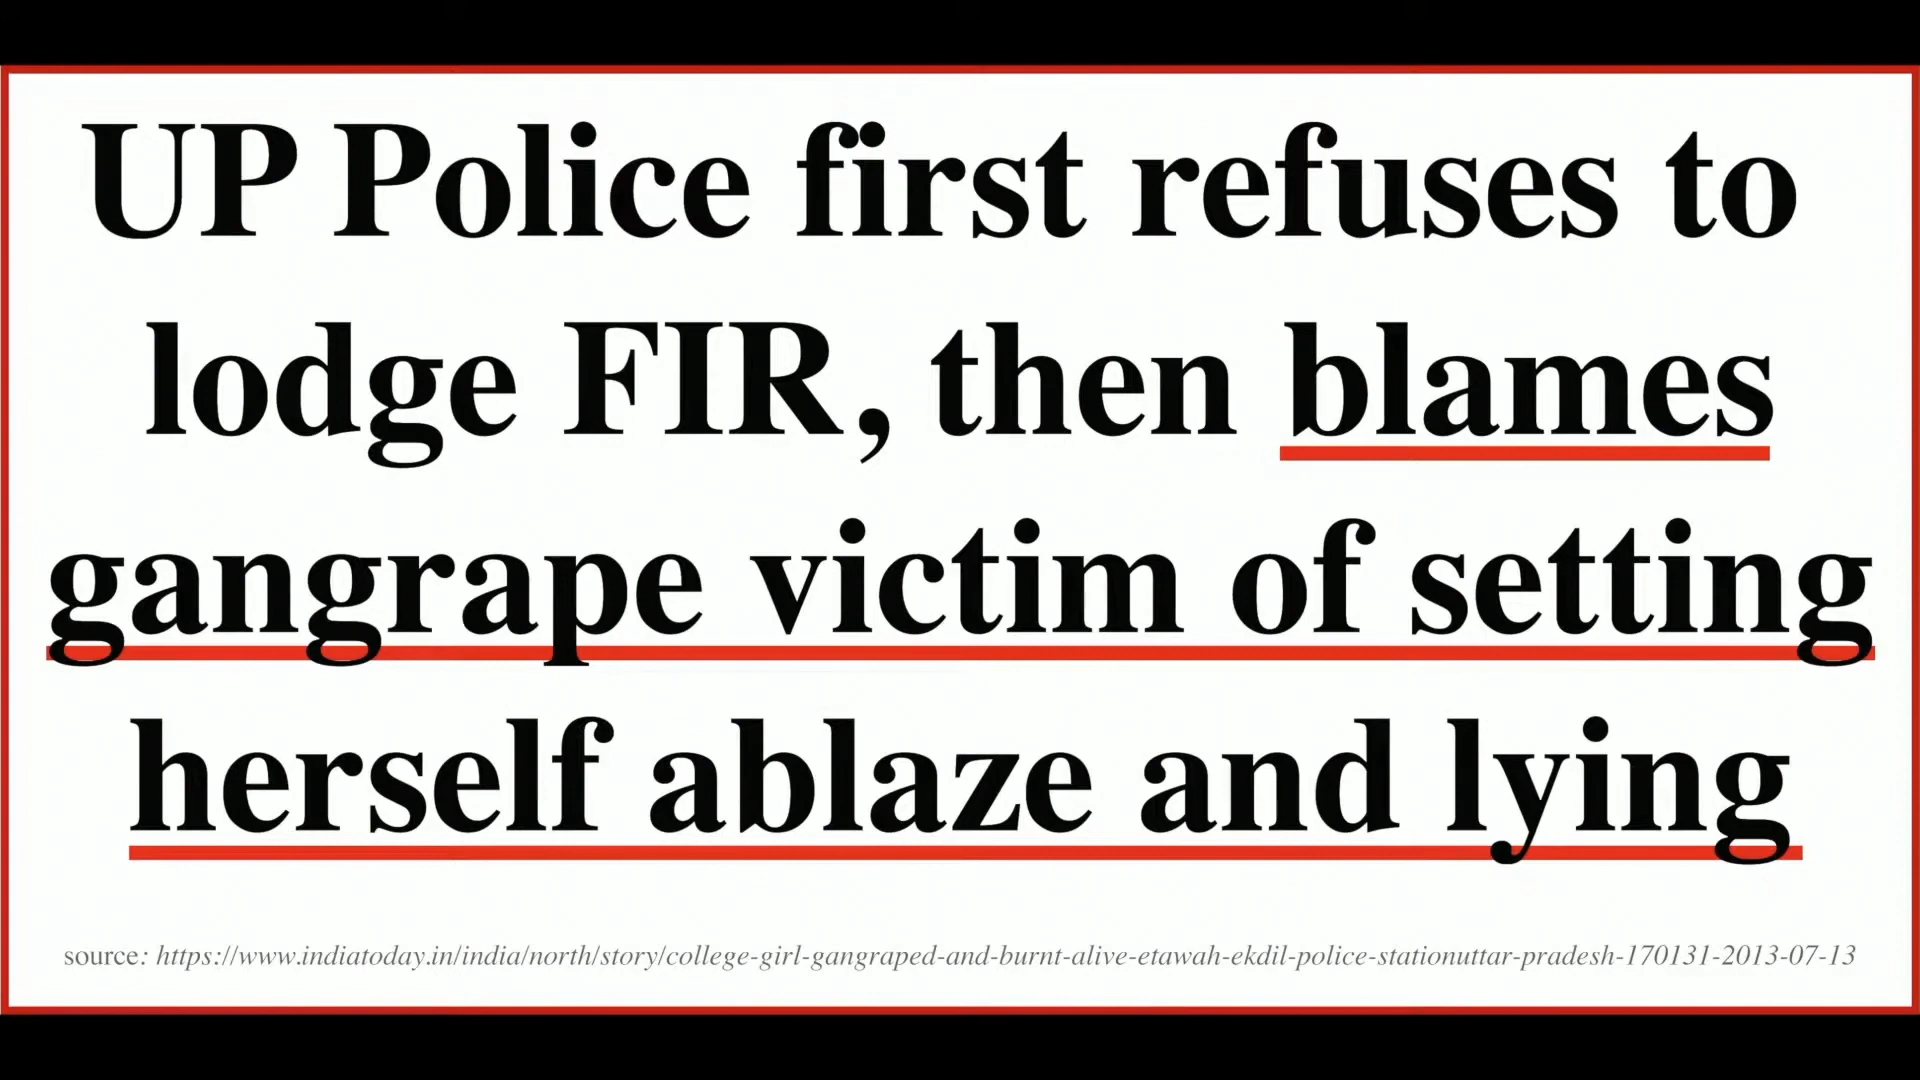 UP Police first refuses to
lodge FIR, then blames
gangrape victim of setting
herself ablaze and lying
source: https://www.indiatoday.in/india/north/story/college-girl-gangraped-and-burnt-alive-etawah-ekdil-police-stationuttar-pradesh-170131-2013-07-13